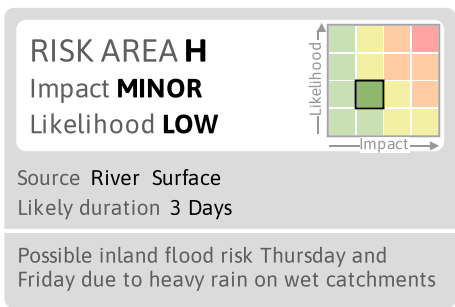 RISK AREA H
Impact MINOR
Likelihood LOW
Likelihood
Impact
Source River Surface
Likely duration 3 Days
Possible inland flood risk Thursday and
Friday due to heavy rain on wet catchments